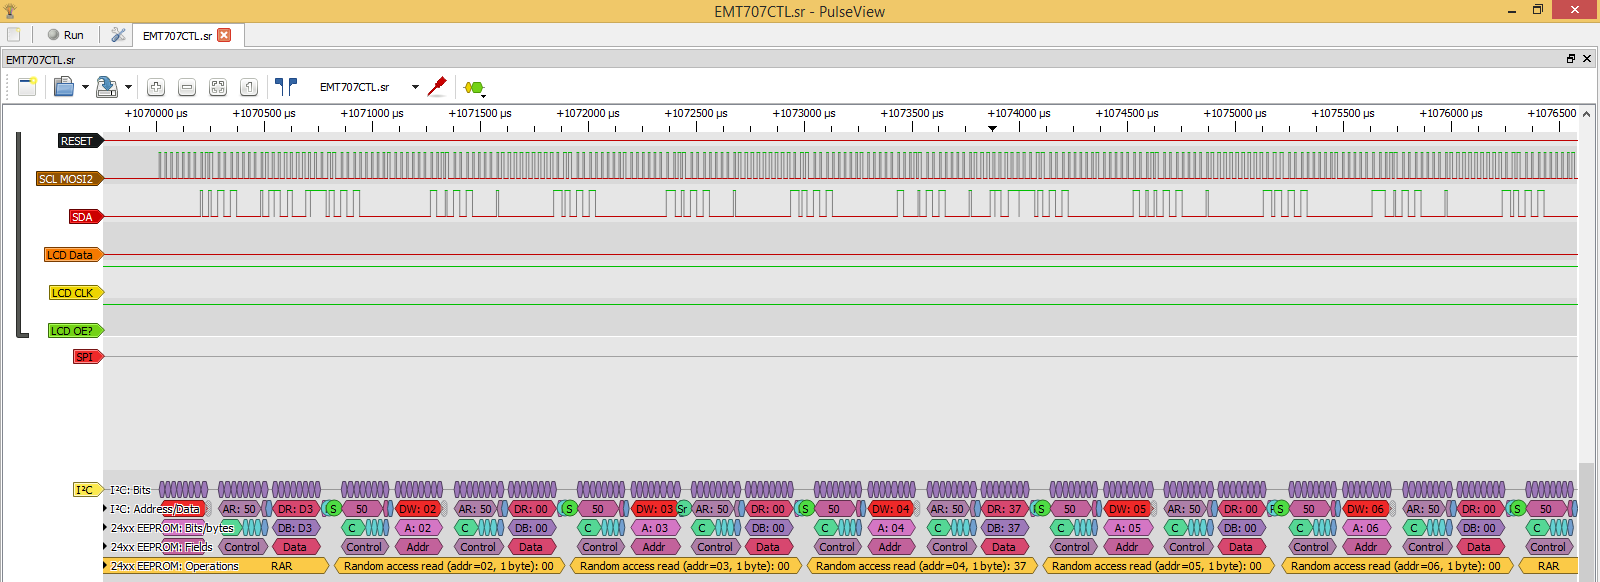 EMT707CTL.sr - PulseView
Run
EMT707CTL.sr
EMT707CTL.sr
EMT707CTL.sr
+1070000 µs +1070500 µs +1071000 µs +1071500 µs +1072000 µs +1072500 µs +1073000 µs +1073500 µs +1074000 µs +1074500 µs +1075000 µs +1075500 µs +1076000 µs +1076500
RESET
SCL MOSI2
SDA
LCD Data
LCD CLK
LCD OE?
SPI
I²C I²C: Bits
I²C: Address/Data AR: 50 DR: D3 S 50 DW: 02 AR: 50 DR: 00 S 50 DW: 03 Sr AR: 50 DR: 00 S 50 DW: 04 AR: 50 DR: 37 S 50 DW: 05 AR: 50 DR: 00 S 50 DW: 06 AR: 50 DR: 00 S 50
24xx EEPROM: Bits/bytes C DB: D3 C A: 02 C DB: 00 C A: 03 C DB: 00 C A: 04 C DB: 37 C A: 05 C DB: 00 C A: 06 C DB: 00 C
24xx EEPROM: Fields Control Data Control Addr Control Data Control Addr Control Data Control Addr Control Data Control Addr Control Data Control Addr Control Data Control
24xx EEPROM: Operations RAR Random access read (addr=02, 1 byte): 00 Random access read (addr=03, 1 byte): 00 Random access read (addr=04, 1 byte): 37 Random access read (addr=05, 1 byte): 00 Random access read (addr=06, 1 byte): 00 RAR